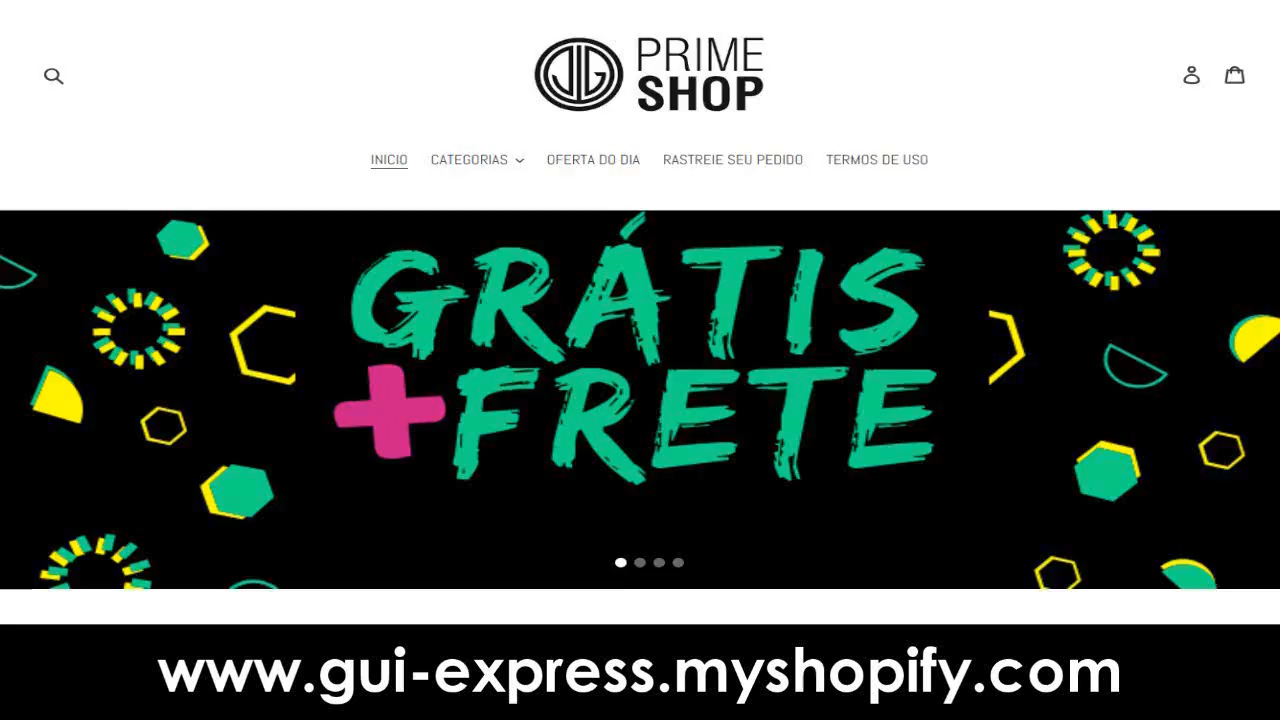 JG PRIME
SHOP
INICIO CATEGORIAS OFERTA DO DIA RASTREIE SEU PEDIDO TERMOS DE USO
GRÁTIS
+FRETE
www.gui-express.myshopify.com